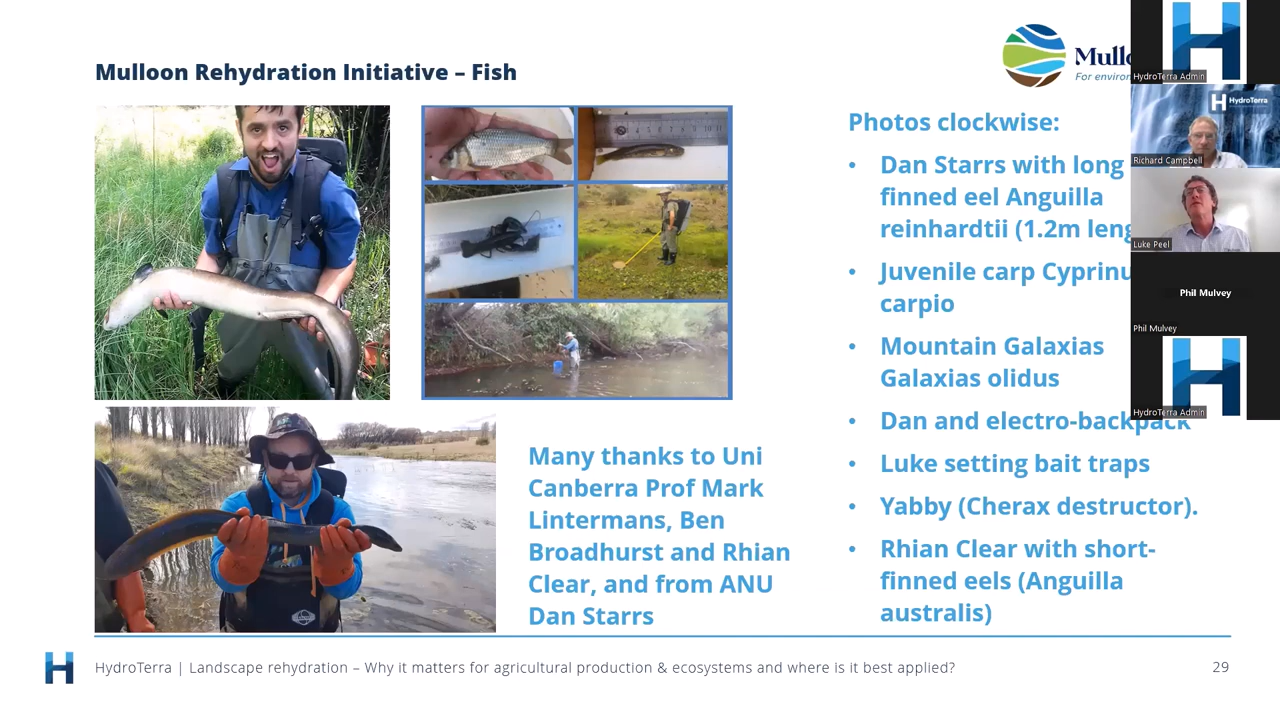 Mulloon Rehydration Initiative – Fish
For environ
Photos clockwise:
• Dan Starrs with long
finned eel Anguilla
reinhardtii (1.2m leng
• Juvenile carp Cyprinu
carpio
• Mountain Galaxias
Galaxias olidus
• Dan and electro-backpack
• Luke setting bait traps
• Yabby (Cherax destructor).
• Rhian Clear with short-
finned eels (Anguilla
australis)
Many thanks to Uni
Canberra Prof Mark
Lintermans, Ben
Broadhurst and Rhian
Clear, and from ANU
Dan Starrs
HydroTerra Admin
HydroTerra
Richard Campbell
Luke Peel
Phil Mulvey
Phil Mulvey
HydroTerra Admin
HydroTerra | Landscape rehydration – Why it matters for agricultural production & ecosystems and where is it best applied?
29